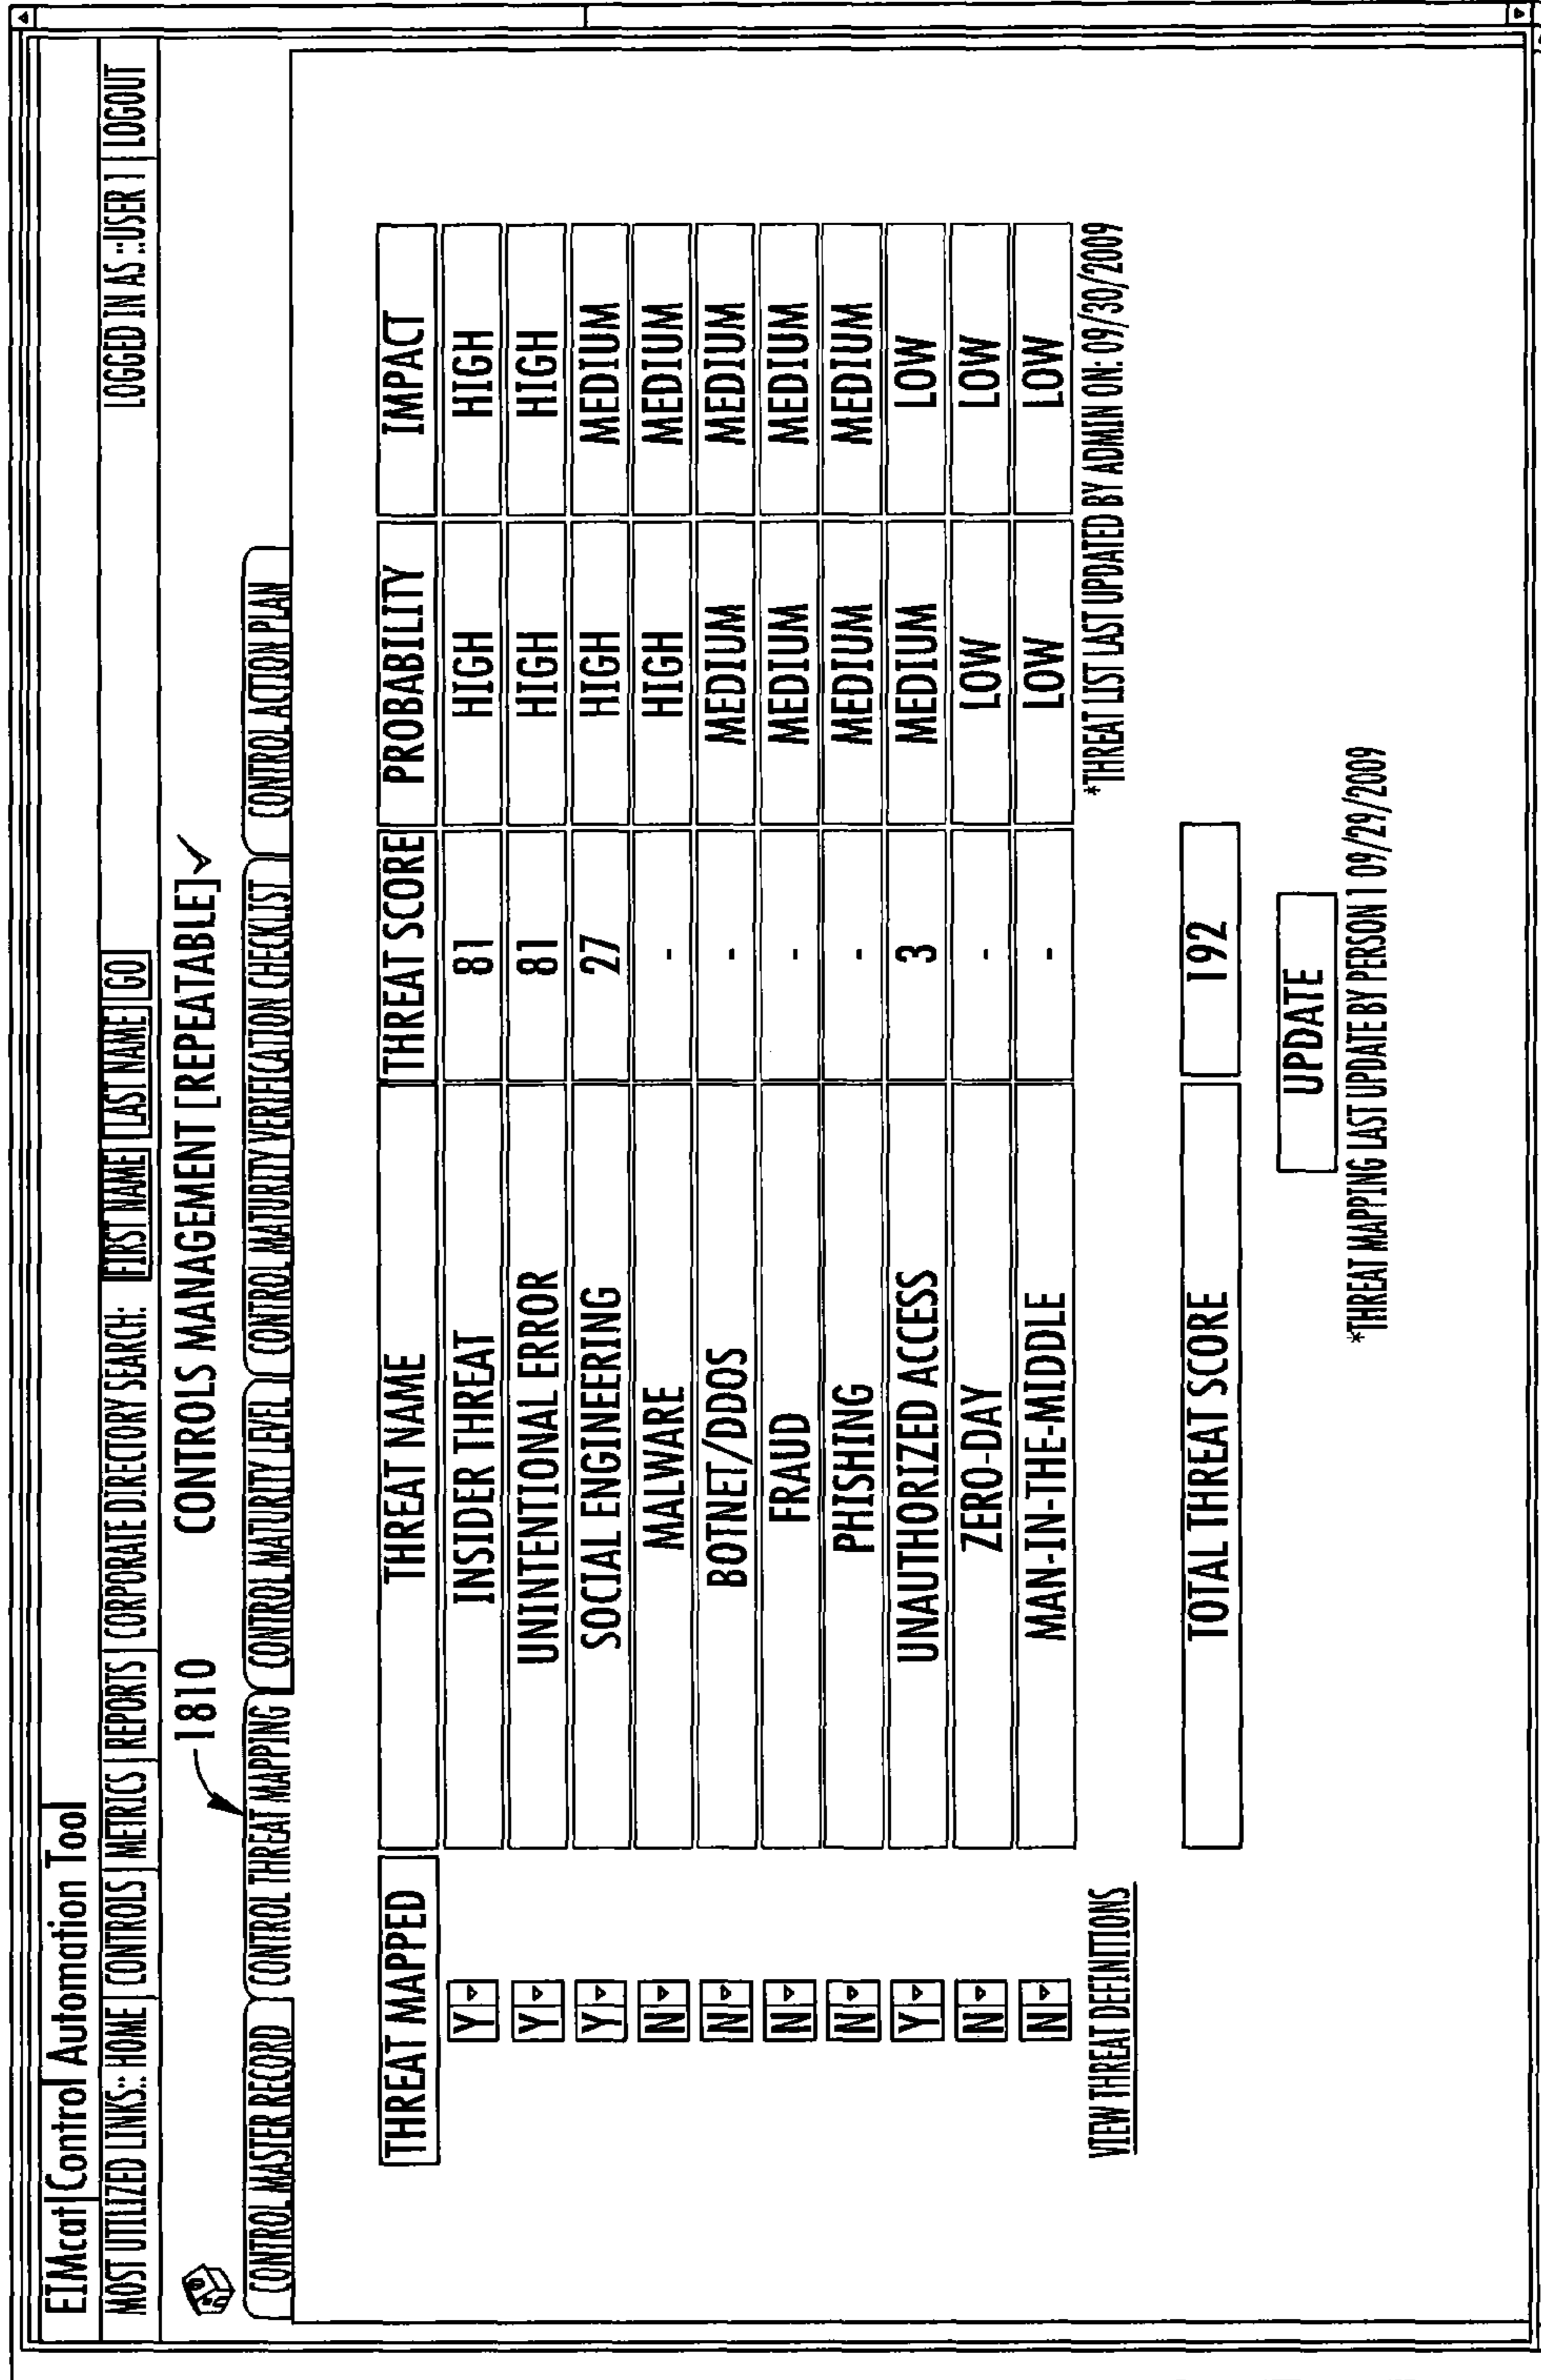 EIMcat Control Automation Tool
MOST UTILIZED LINKS:: HOME | CONTROLS | METRICS | REPORTS | CORPORATE DIRECTORY SEARCH: FIRST NAME LAST NAME GO LOGGED IN AS ::USER 1 | LOGOUT
1810 CONTROLS MANAGEMENT [REPEATABLE]
CONTROL MASTER RECORD CONTROL THREAT MAPPING CONTROL MATURITY LEVEL CONTROL MATURITY VERIFICATION CHECKLIST CONTROL ACTION PLAN
THREAT MAPPED THREAT NAME THREAT SCORE PROBABILITY IMPACT
Y INSIDER THREAT 81 HIGH HIGH
Y UNINTENTIONAL ERROR 81 HIGH HIGH
Y SOCIAL ENGINEERING 27 HIGH MEDIUM
N MALWARE - HIGH MEDIUM
N BOTNET/DDOS - MEDIUM MEDIUM
N FRAUD - MEDIUM MEDIUM
N PHISHING - MEDIUM MEDIUM
Y UNAUTHORIZED ACCESS 3 MEDIUM LOW
N ZERO-DAY - LOW LOW
N MAN-IN-THE-MIDDLE - LOW LOW
VIEW THREAT DEFINITIONS *THREAT LIST LAST UPDATED BY ADMIN ON: 09/30/2009
TOTAL THREAT SCORE 192
UPDATE
*THREAT MAPPING LAST UPDATE BY PERSON 1 09/29/2009